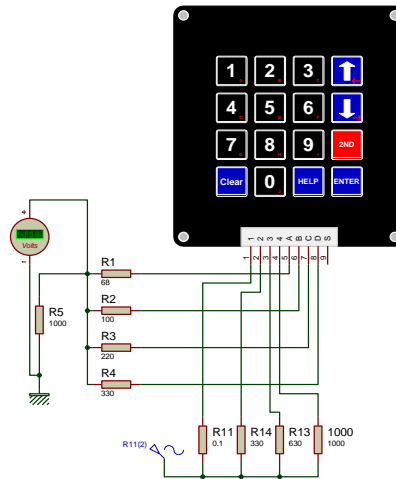 1 2 3
4 5 6
7 8 9 2ND
Clear 0 HELP ENTER
1 2 3 4 A B C D S
1 2 3 4 5 6 7 8 9
Volts
R1
68
R2
100
R5
1000
R3
220
R4
330
R11(2)
R11
0.1
R14
330
R13
630
1000
1000